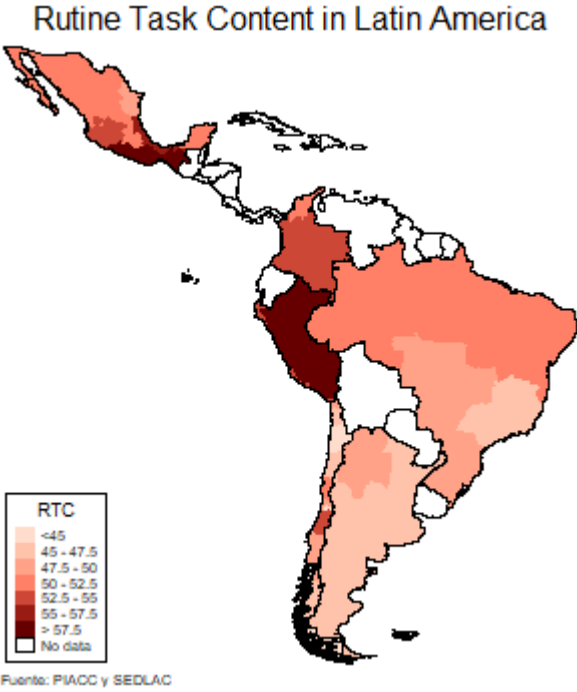 Rutine Task Content in Latin America
RTC
<45
45 - 47.5
47.5 - 50
50 - 52.5
52.5 - 55
55 - 57.5
> 57.5
No data
Fuente: PIACC y SEDLAC